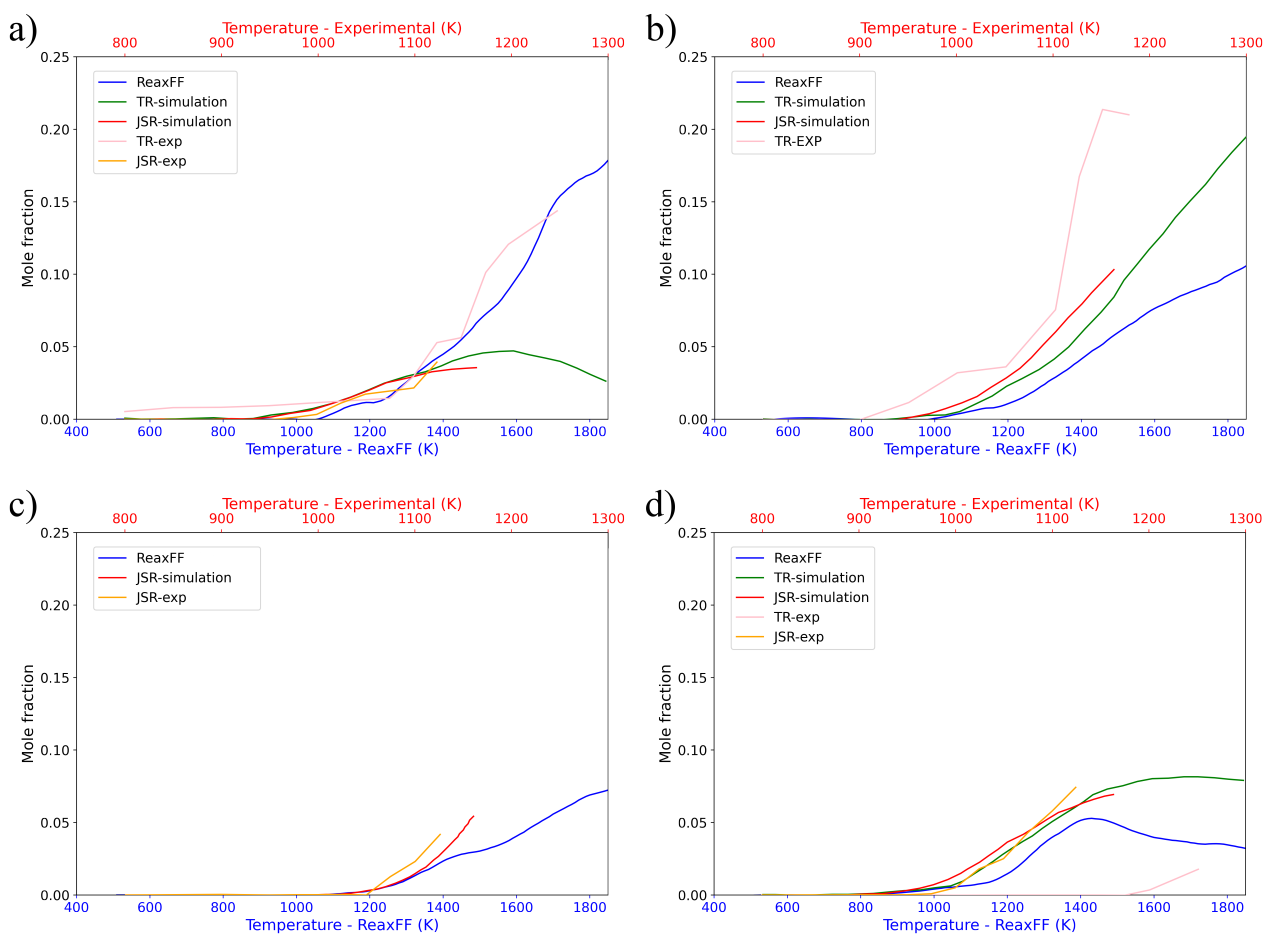 a)
Temperature - Experimental (K)
800 900 1000 1100 1200 1300
0.25
0.20
0.15
0.10
0.05
0.00
Mole fraction
ReaxFF
TR-simulation
JSR-simulation
TR-exp
JSR-exp
400 600 800 1000 1200 1400 1600 1800
Temperature - ReaxFF (K)
b)
Temperature - Experimental (K)
800 900 1000 1100 1200 1300
0.25
0.20
0.15
0.10
0.05
0.00
Mole fraction
ReaxFF
TR-simulation
JSR-simulation
TR-EXP
400 600 800 1000 1200 1400 1600 1800
Temperature - ReaxFF (K)
c)
Temperature - Experimental (K)
800 900 1000 1100 1200 1300
0.25
0.20
0.15
0.10
0.05
0.00
Mole fraction
ReaxFF
JSR-simulation
JSR-exp
400 600 800 1000 1200 1400 1600 1800
Temperature - ReaxFF (K)
d)
Temperature - Experimental (K)
800 900 1000 1100 1200 1300
0.25
0.20
0.15
0.10
0.05
0.00
Mole fraction
ReaxFF
TR-simulation
JSR-simulation
TR-exp
JSR-exp
400 600 800 1000 1200 1400 1600 1800
Temperature - ReaxFF (K)